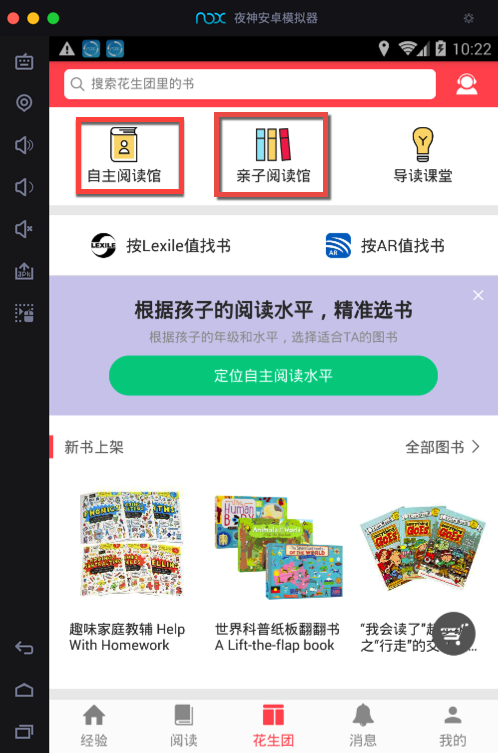 nox 夜神安卓模拟器
10:22
搜索花生团里的书
自主阅读馆
亲子阅读馆
导读课堂
LEXILE
按Lexile值找书
AR
按AR值找书
根据孩子的阅读水平，精准选书
根据孩子的年级和水平，选择适合TA的图书
定位自主阅读水平
新书上架
全部图书
Human
Animals
OF THE WORLD
GOES
趣味家庭教辅 Help
With Homework
世界科普纸板翻翻书
A Lift-the-flap book
“我会读了”
之“行走”的交
经验
阅读
花生团
消息
我的